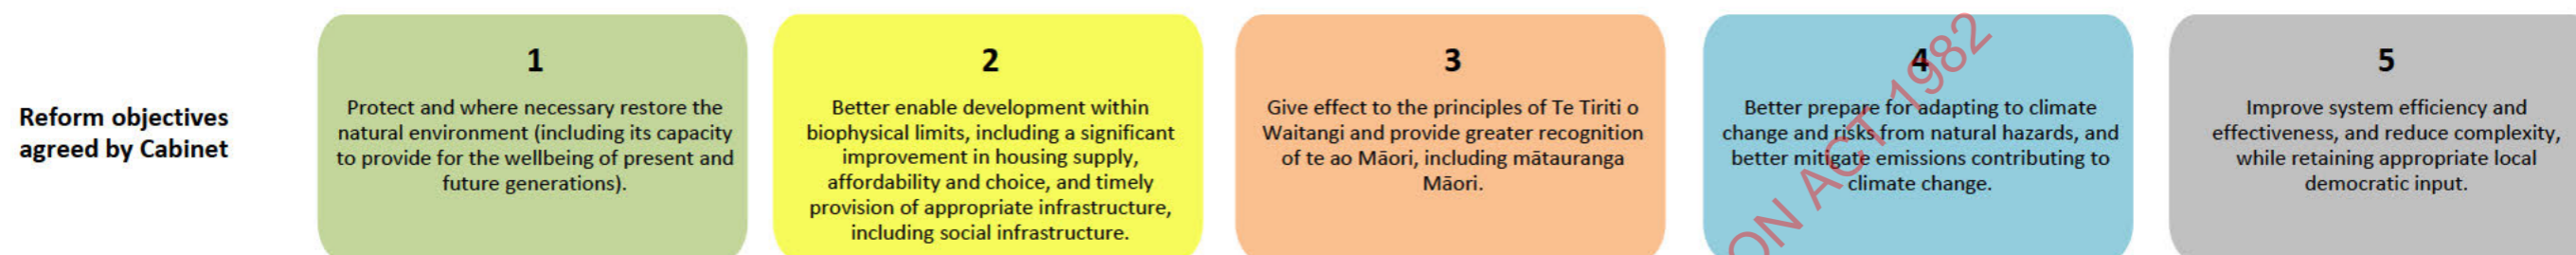 Reform objectives
agreed by Cabinet
1
Protect and where necessary restore the
natural environment (including its capacity
to provide for the wellbeing of present and
future generations).
2
Better enable development within
biophysical limits, including a significant
improvement in housing supply,
affordability and choice, and timely
provision of appropriate infrastructure,
including social infrastructure.
3
Give effect to the principles of Te Tiriti o
Waitangi and provide greater recognition
of te ao Māori, including mātauranga
Māori.
4
Better prepare for adapting to climate
change and risks from natural hazards, and
better mitigate emissions contributing to
climate change.
5
Improve system efficiency and
effectiveness, and reduce complexity,
while retaining appropriate local
democratic input.
ON ACT 1982